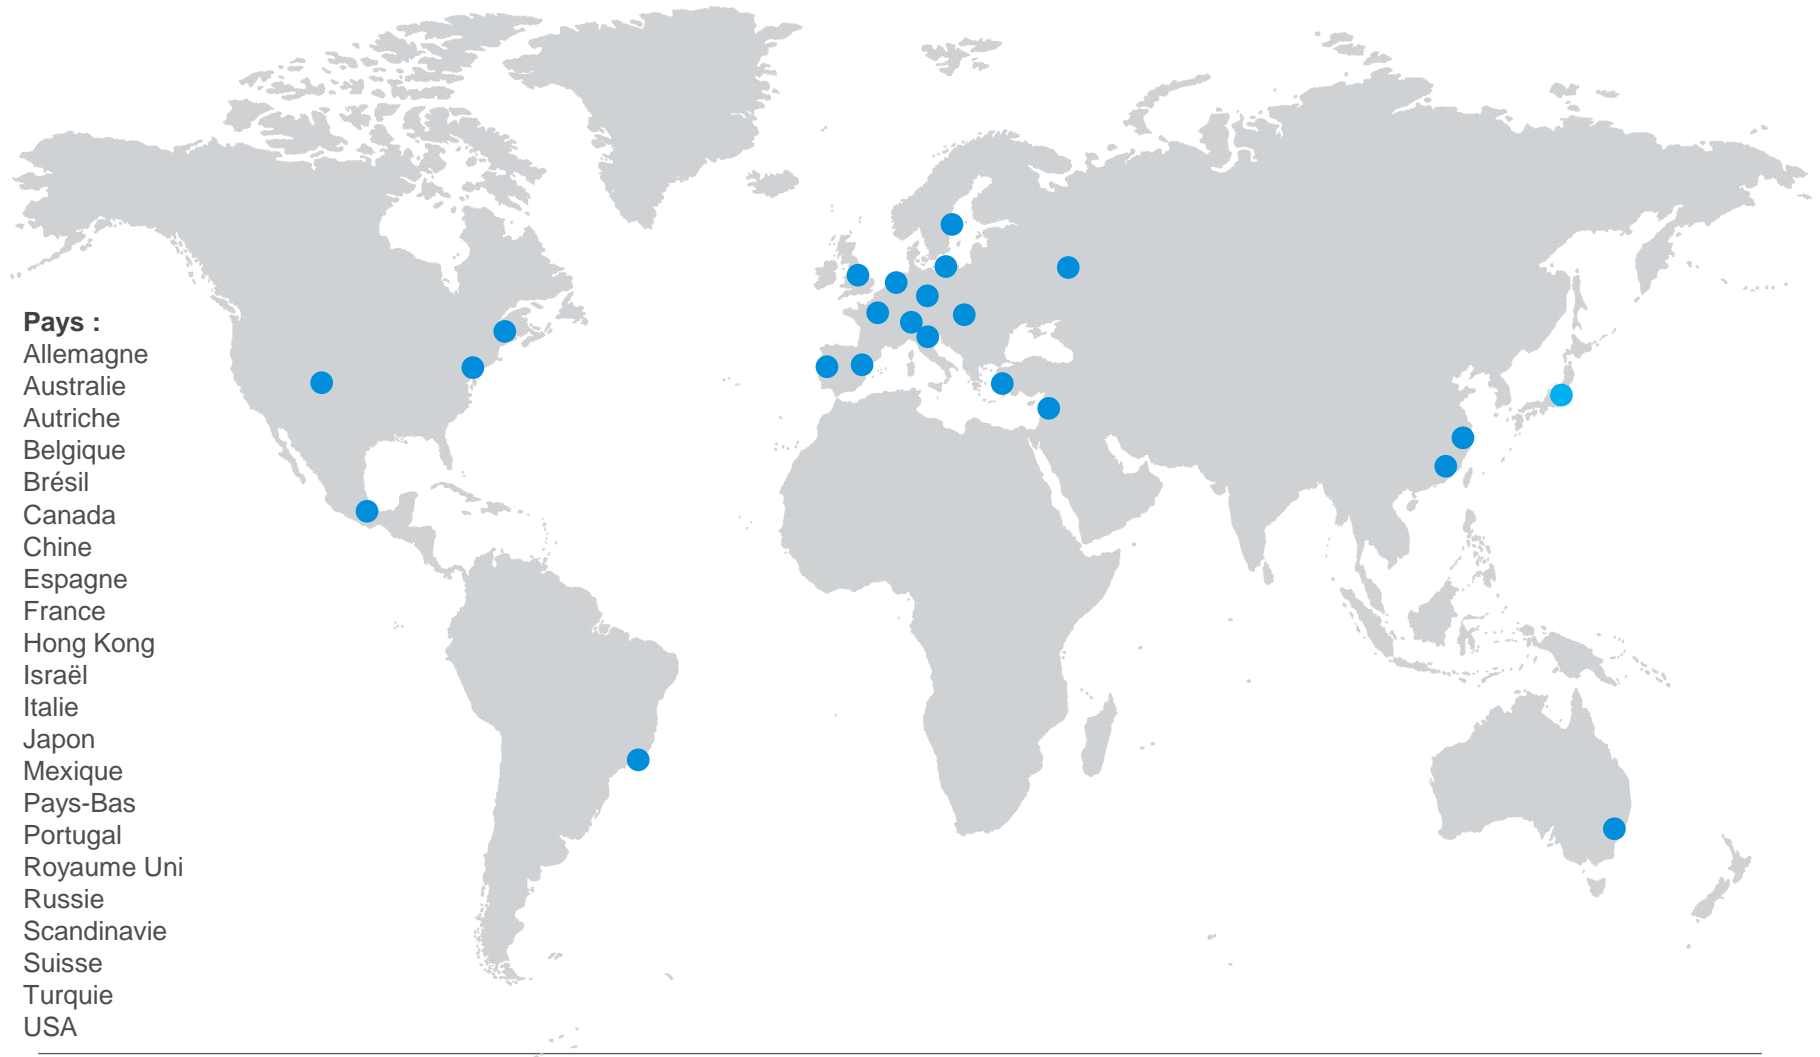 Pays :
Allemagne
Australie
Autriche
Belgique
Brésil
Canada
Chine
Espagne
France
Hong Kong
Israël
Italie
Japon
Mexique
Pays-Bas
Portugal
Royaume Uni
Russie
Scandinavie
Suisse
Turquie
USA